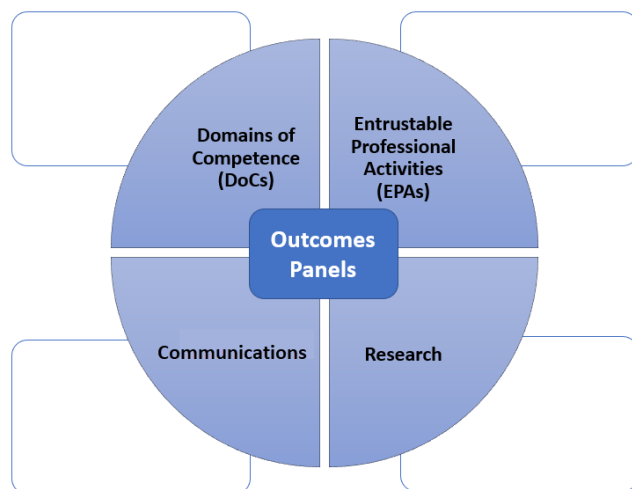 Domains of
Competence
(DoCs)
Entrustable
Professional
Activities
(EPAs)
Outcomes
Panels
Communications
Research